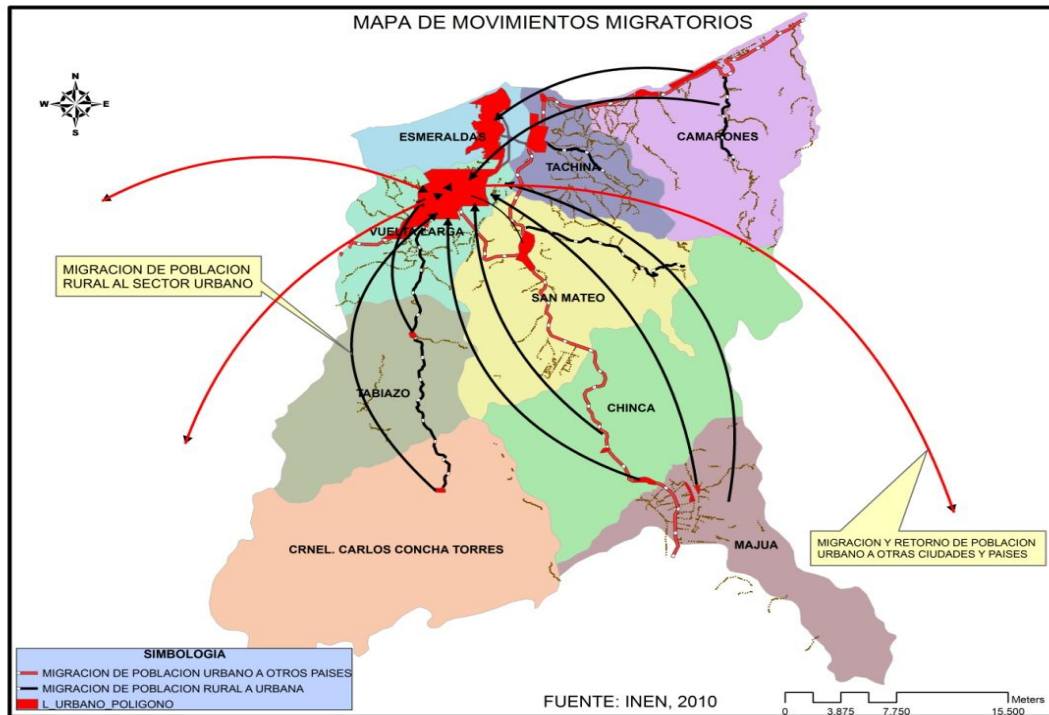 MAPA DE MOVIMIENTOS MIGRATORIOS
N
W E
S
ESMERALDAS
CAMARONES
TACHINA
VUELTA LARGA
MIGRACION DE POBLACION
RURAL AL SECTOR URBANO
SAN MATEO
TABIAZO
CHINCA
CRNEL. CARLOS CONCHA TORRES
MAJUA
MIGRACION Y RETORNO DE POBLACION
URBANO A OTRAS CIUDADES Y PAISES
SIMBOLOGIA
MIGRACION DE POBLACION URBANO A OTROS PAISES
MIGRACION DE POBLACION RURAL A URBANA
L_URBANO_POLIGONO
FUENTE: INEN, 2010
Meters
0 3.875 7.750 15.500